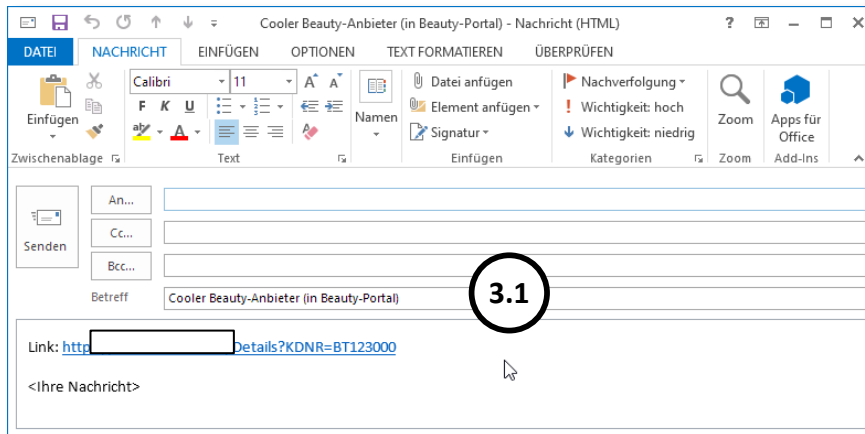 Cooler Beauty-Anbieter (in Beauty-Portal) - Nachricht (HTML) ?
DATEI NACHRICHT EINFÜGEN OPTIONEN TEXT FORMATIEREN ÜBERPRÜFEN
Einfügen
Calibri 11
F K U
Namen
Datei anfügen
Element anfügen
Signatur
Nachverfolgung
Wichtigkeit: hoch
Wichtigkeit: niedrig
Zoom
Apps für
Office
Zwischenablage Text Einfügen Kategorien Zoom Add-Ins
Senden
An...
Cc...
Bcc...
Betreff Cooler Beauty-Anbieter (in Beauty-Portal)
3.1
Link: http Details?KDNR=BT123000
<Ihre Nachricht>